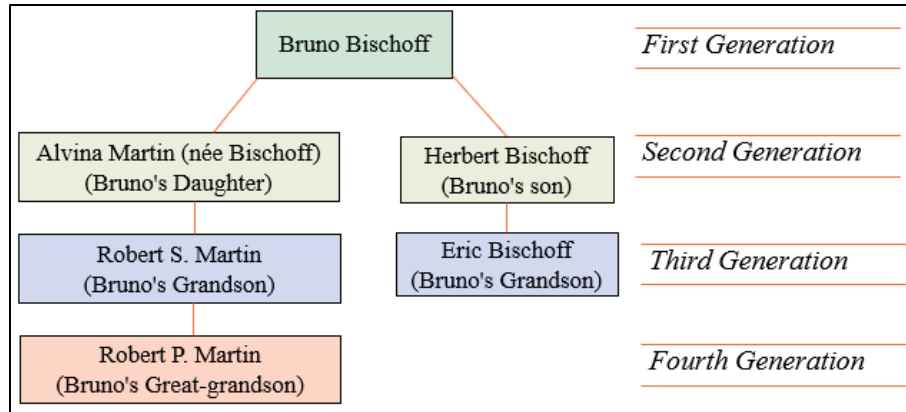 Bruno Bischoff
First Generation
Alvina Martin (née Bischoff)
(Bruno's Daughter)
Herbert Bischoff
(Bruno's son)
Second Generation
Robert S. Martin
(Bruno's Grandson)
Eric Bischoff
(Bruno's Grandson)
Third Generation
Robert P. Martin
(Bruno's Great-grandson)
Fourth Generation